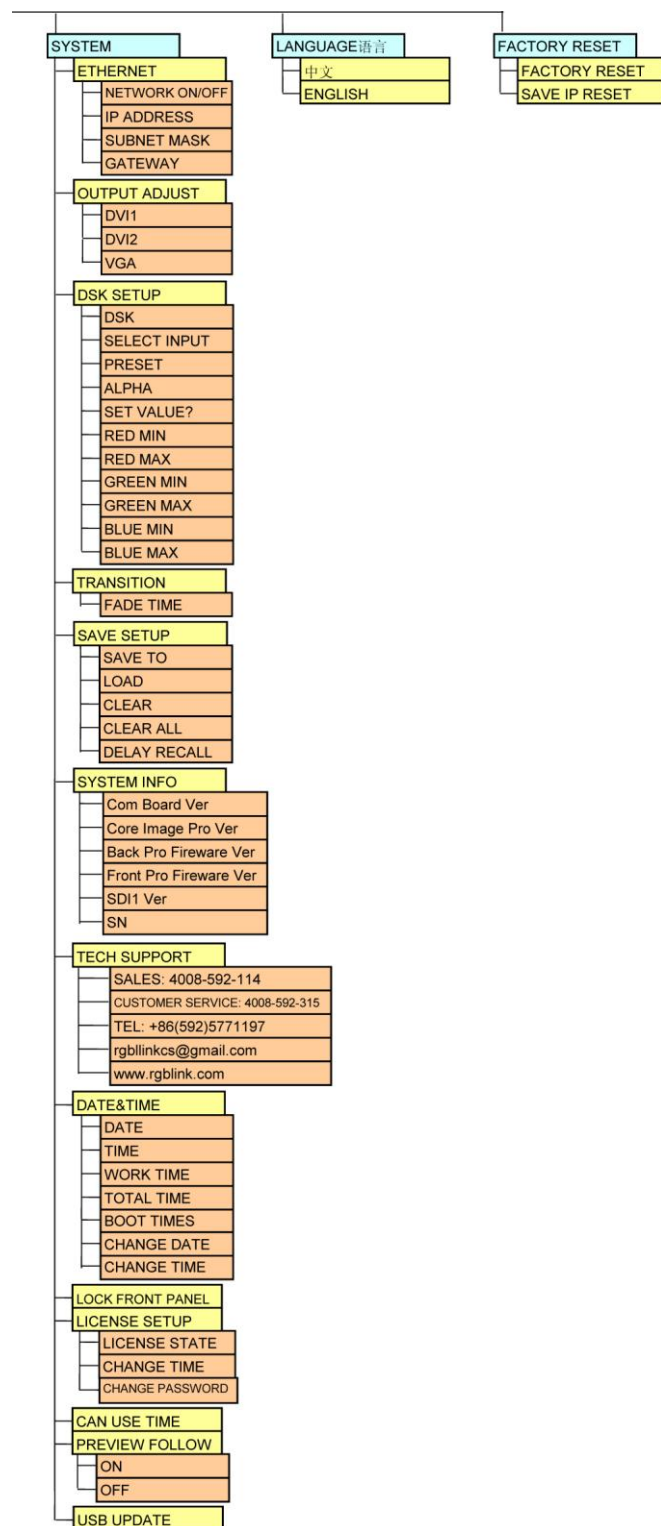 SYSTEM
ETHERNET
NETWORK ON/OFF
IP ADDRESS
SUBNET MASK
GATEWAY
OUTPUT ADJUST
DVI1
DVI2
VGA
DSK SETUP
DSK
SELECT INPUT
PRESET
ALPHA
SET VALUE?
RED MIN
RED MAX
GREEN MIN
GREEN MAX
BLUE MIN
BLUE MAX
TRANSITION
FADE TIME
SAVE SETUP
SAVE TO
LOAD
CLEAR
CLEAR ALL
DELAY RECALL
SYSTEM INFO
Com Board Ver
Core Image Pro Ver
Back Pro Fireware Ver
Front Pro Fireware Ver
SDI1 Ver
SN
TECH SUPPORT
SALES: 4008-592-114
CUSTOMER SERVICE: 4008-592-315
TEL: +86(592)5771197
rgbllinkcs@gmail.com
www.rgblink.com
DATE&TIME
DATE
TIME
WORK TIME
TOTAL TIME
BOOT TIMES
CHANGE DATE
CHANGE TIME
LOCK FRONT PANEL
LICENSE SETUP
LICENSE STATE
CHANGE TIME
CHANGE PASSWORD
CAN USE TIME
PREVIEW FOLLOW
ON
OFF
USB UPDATE
LANGUAGE语言
中文
ENGLISH
FACTORY RESET
FACTORY RESET
SAVE IP RESET